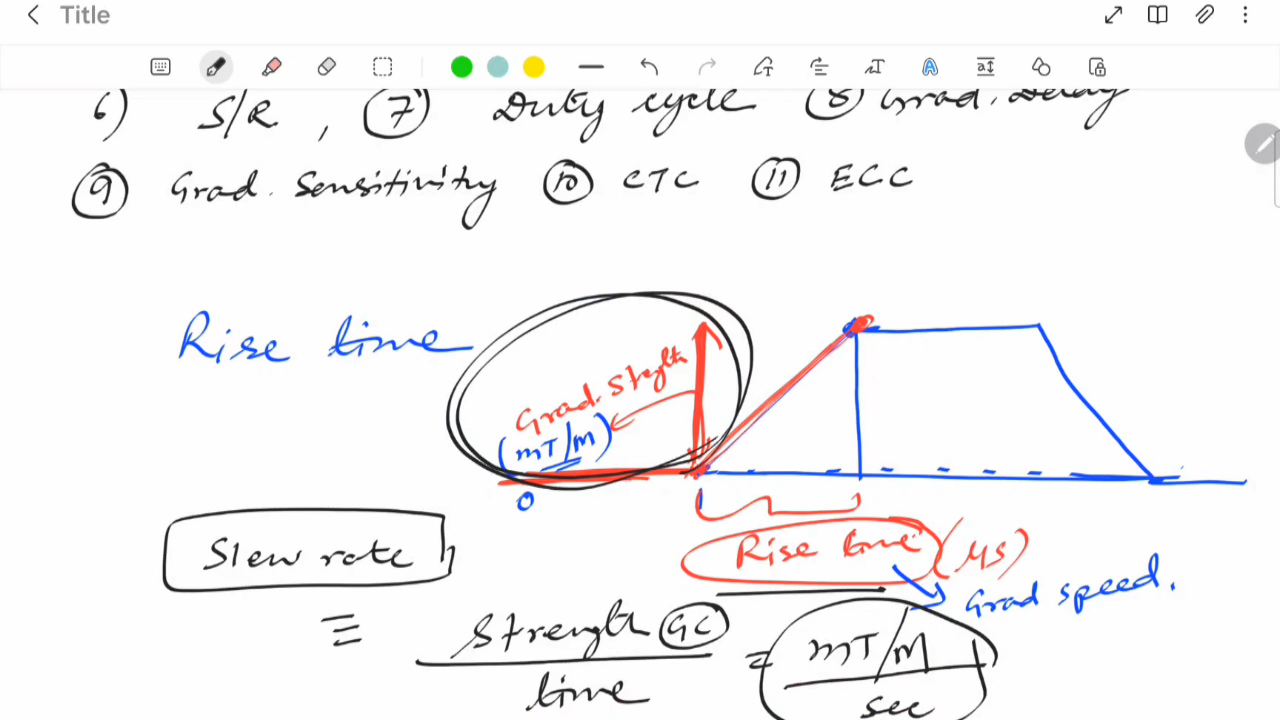 Title
6) S/R , (7) Duty cycle (8) Grad. Delay
(9) Grad. Sensitivity (10) CTC (11) ECC
Rise time
Grad. Stegth
(mT/M)
0
Rise time (μs)
Slew rate
Grad speed.
≡ Strength GC = mT/M
time sec